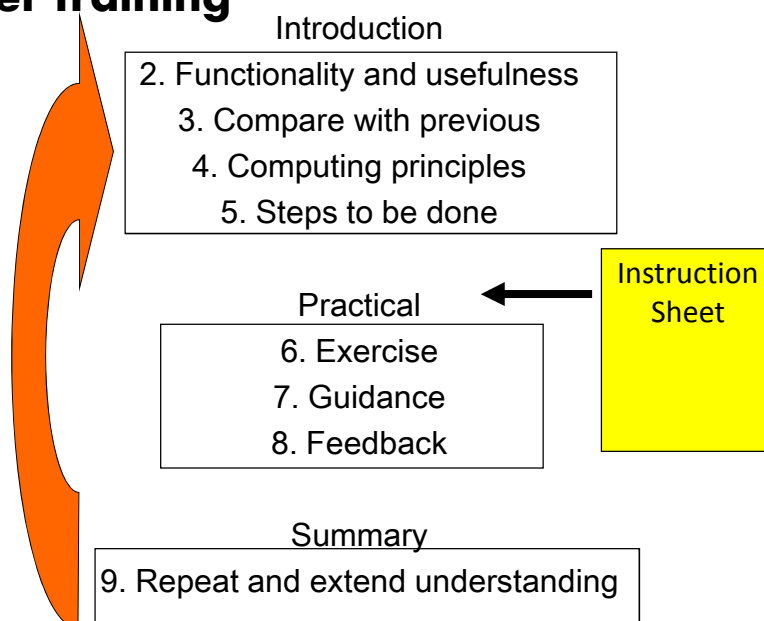 Training
Introduction
2. Functionality and usefulness
3. Compare with previous
4. Computing principles
5. Steps to be done
Instruction
Sheet
Practical
6. Exercise
7. Guidance
8. Feedback
Summary
9. Repeat and extend understanding